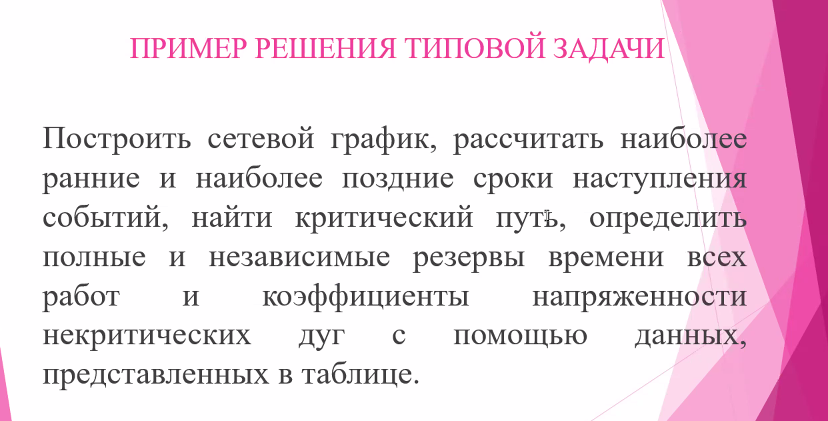 ПРИМЕР РЕШЕНИЯ ТИПОВОЙ ЗАДАЧИ
Построить сетевой график, рассчитать наиболее
ранние и наиболее поздние сроки наступления
событий, найти критический путь, определить
полные и независимые резервы времени всех
работ и коэффициенты напряженности
некритических дуг с помощью данных,
представленных в таблице.